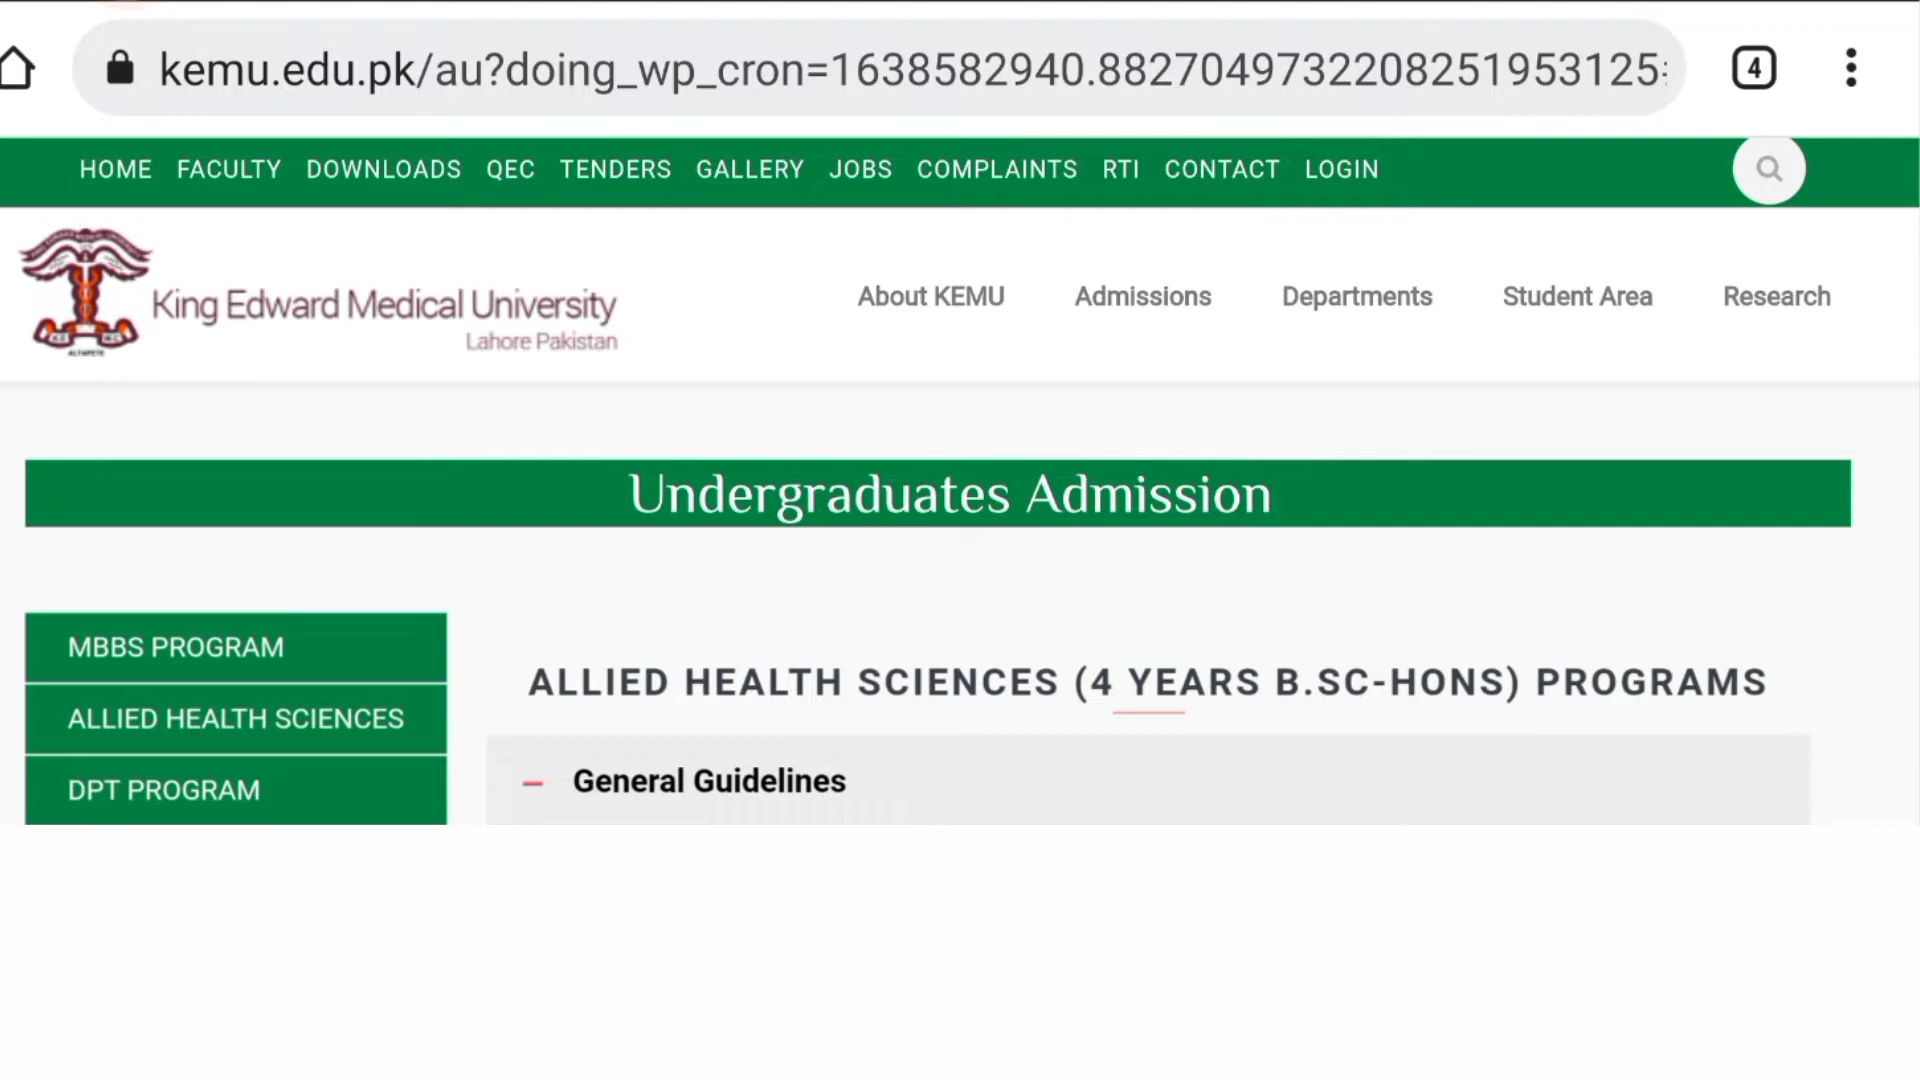 kemu.edu.pk/au?doing_wp_cron=1638582940.8827049732208251953125
4
HOME FACULTY DOWNLOADS QEC TENDERS GALLERY JOBS COMPLAINTS RTI CONTACT LOGIN
King Edward Medical University
Lahore Pakistan
About KEMU Admissions Departments Student Area Research
Undergraduates Admission
MBBS PROGRAM
ALLIED HEALTH SCIENCES
DPT PROGRAM
ALLIED HEALTH SCIENCES (4 YEARS B.SC-HONS) PROGRAMS
– General Guidelines